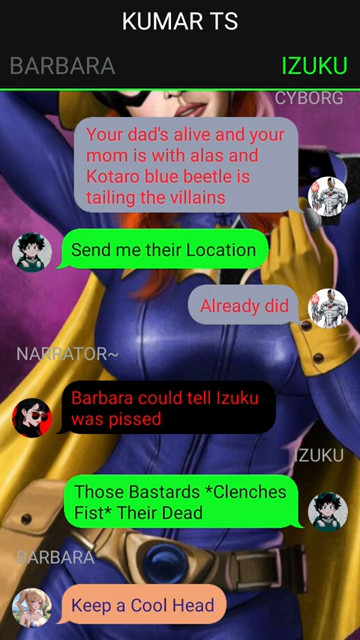 KUMAR TS
BARBARA
IZUKU
CYBORG
Your dad's alive and your
mom is with alas and
Kotaro blue beetle is
tailing the villains
Send me their Location
Already did
NARRATOR~
Barbara could tell Izuku
was pissed
IZUKU
Those Bastards *Clenches
Fist* Their Dead
BARBARA
Keep a Cool Head